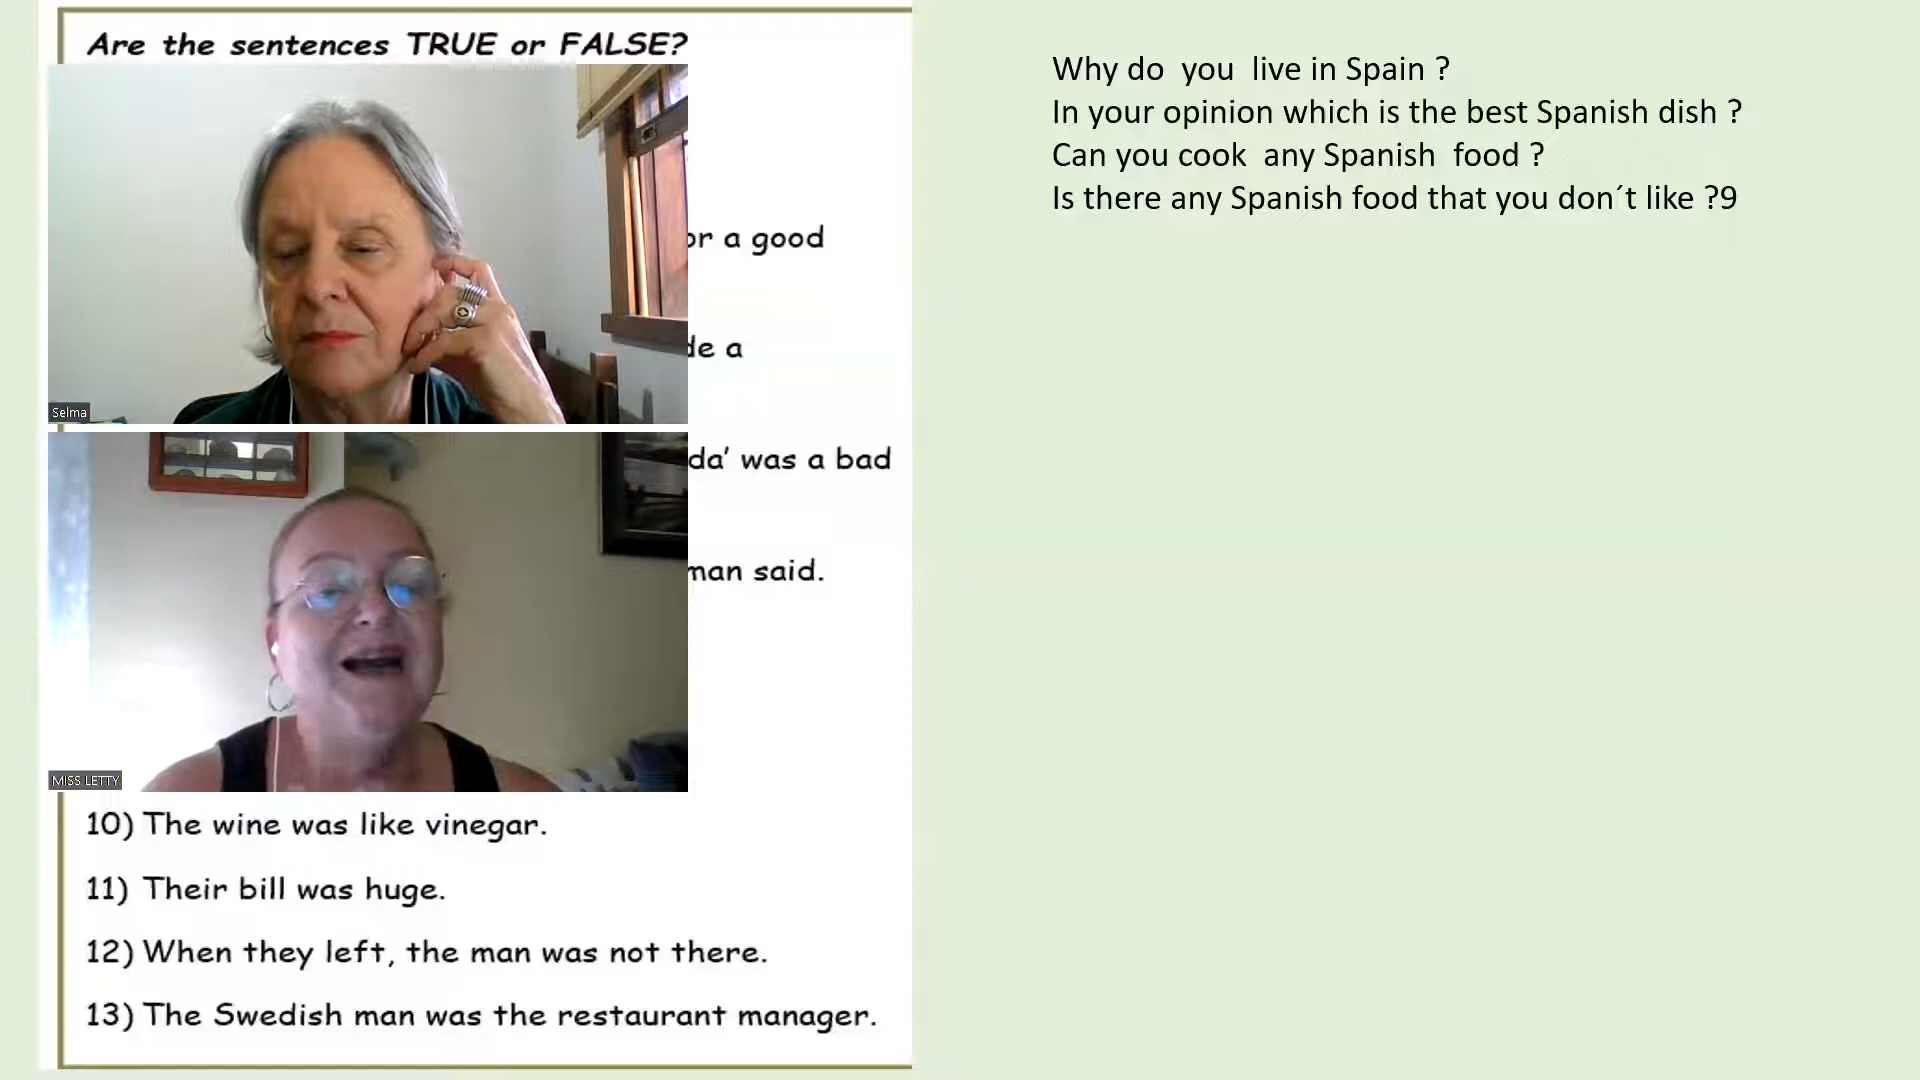 Are the sentences TRUE or FALSE?
or a good
a
da' was a bad
man said.
Selma
MISS LETTY
10) The wine was like vinegar.
11) Their bill was huge.
12) When they left, the man was not there.
13) The Swedish man was the restaurant manager.
Why do  you  live in Spain ?
In your opinion which is the best Spanish dish ?
Can you cook  any Spanish  food ?
Is there any Spanish food that you don´t like ?9